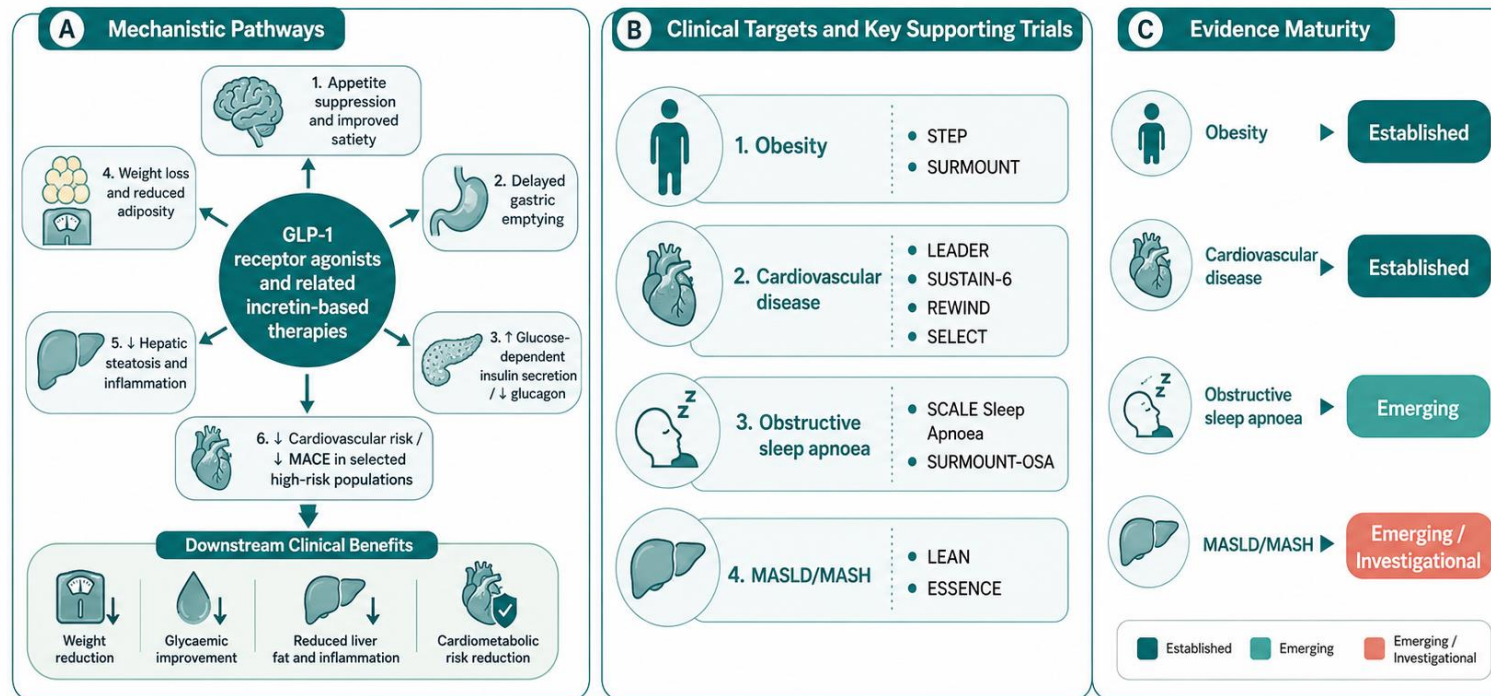 A Mechanistic Pathways
1. Appetite
suppression
and improved
satiety
4. Weight loss
and reduced
adiposity
2. Delayed
gastric
emptying
GLP-1
receptor agonists
and related
incretin-based
therapies
5. ↓ Hepatic
steatosis and
inflammation
3. ↑ Glucose-
dependent
insulin secretion
/ ↓ glucagon
6. ↓ Cardiovascular risk /
↓ MACE in selected
high-risk populations
Downstream Clinical Benefits
Weight
reduction
Glycaemic
improvement
Reduced liver
fat and inflammation
Cardiometabolic
risk reduction
B Clinical Targets and Key Supporting Trials
1. Obesity
• STEP
• SURMOUNT
2. Cardiovascular
disease
• LEADER
• SUSTAIN-6
• REWIND
• SELECT
z z z
3. Obstructive
sleep apnoea
• SCALE Sleep
Apnoea
• SURMOUNT-OSA
4. MASLD/MASH
• LEAN
• ESSENCE
C Evidence Maturity
Obesity
Established
Cardiovascular
disease
Established
z z
Obstructive
sleep apnoea
Emerging
MASLD/MASH
Emerging /
Investigational
Established
Emerging
Emerging /
Investigational